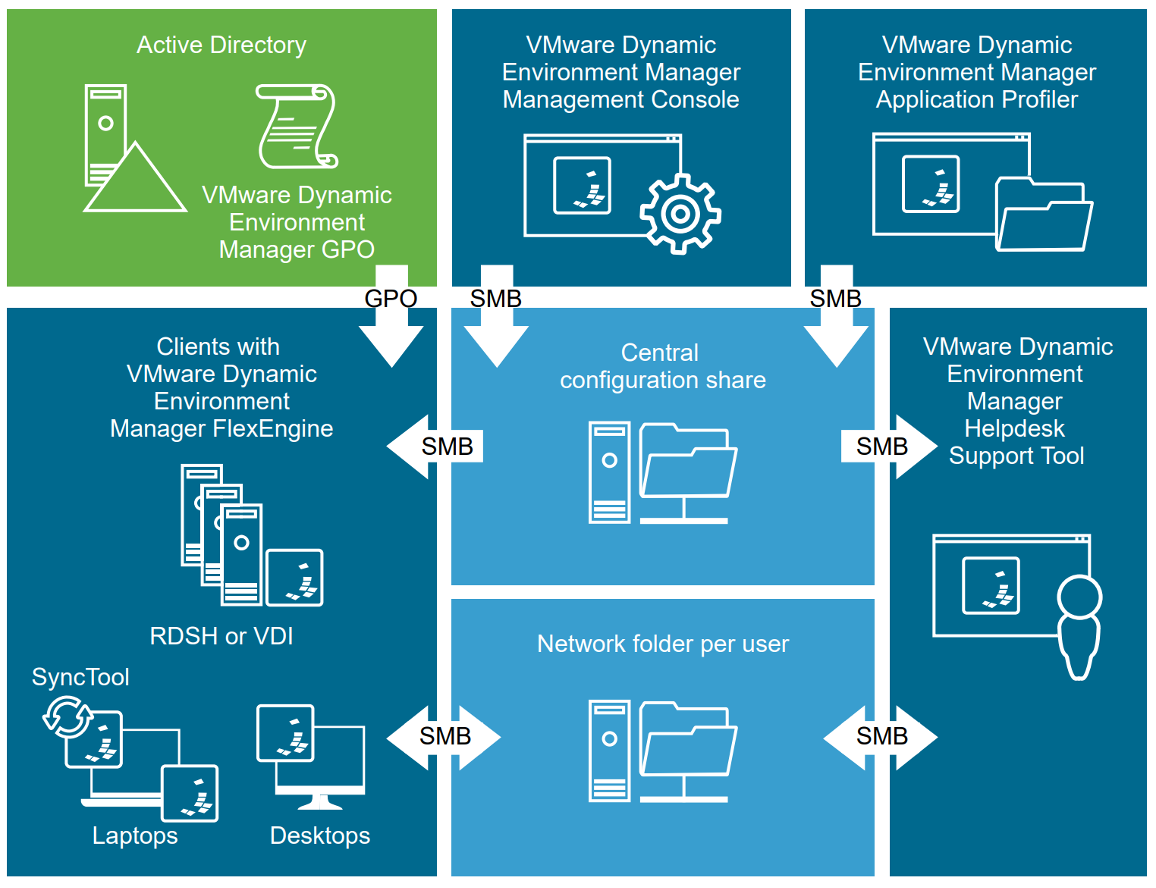 Active Directory
VMware Dynamic
Environment
Manager GPO
VMware Dynamic
Environment Manager
Management Console
VMware Dynamic
Environment Manager
Application Profiler
GPO
SMB
SMB
Clients with
VMware Dynamic
Environment
Manager FlexEngine
SMB
RDSH or VDI
SyncTool
Laptops
Desktops
Central
configuration share
SMB
VMware Dynamic
Environment
Manager
Helpdesk
Support Tool
Network folder per user
SMB
SMB